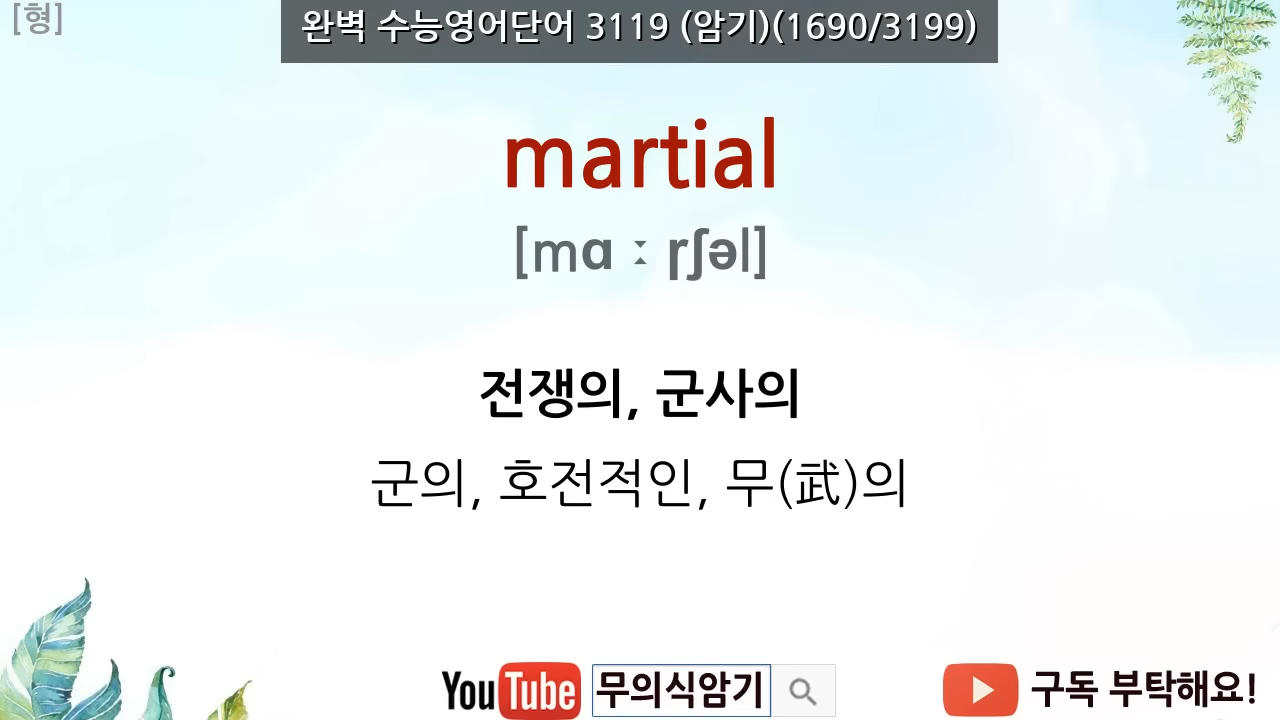 [형]
완벽 수능영어단어 3119 (암기)(1690/3199)
martial
[mɑːrʃəl]
전쟁의, 군사의
군의, 호전적인, 무(武)의
YouTube 무의식암기 구독 부탁해요!